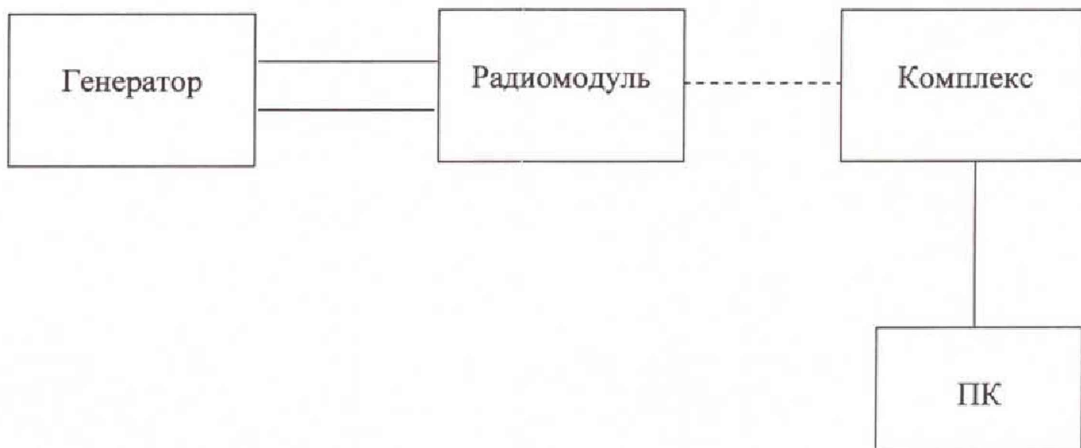 Генератор
Радиомодуль
Комплекс
ПК